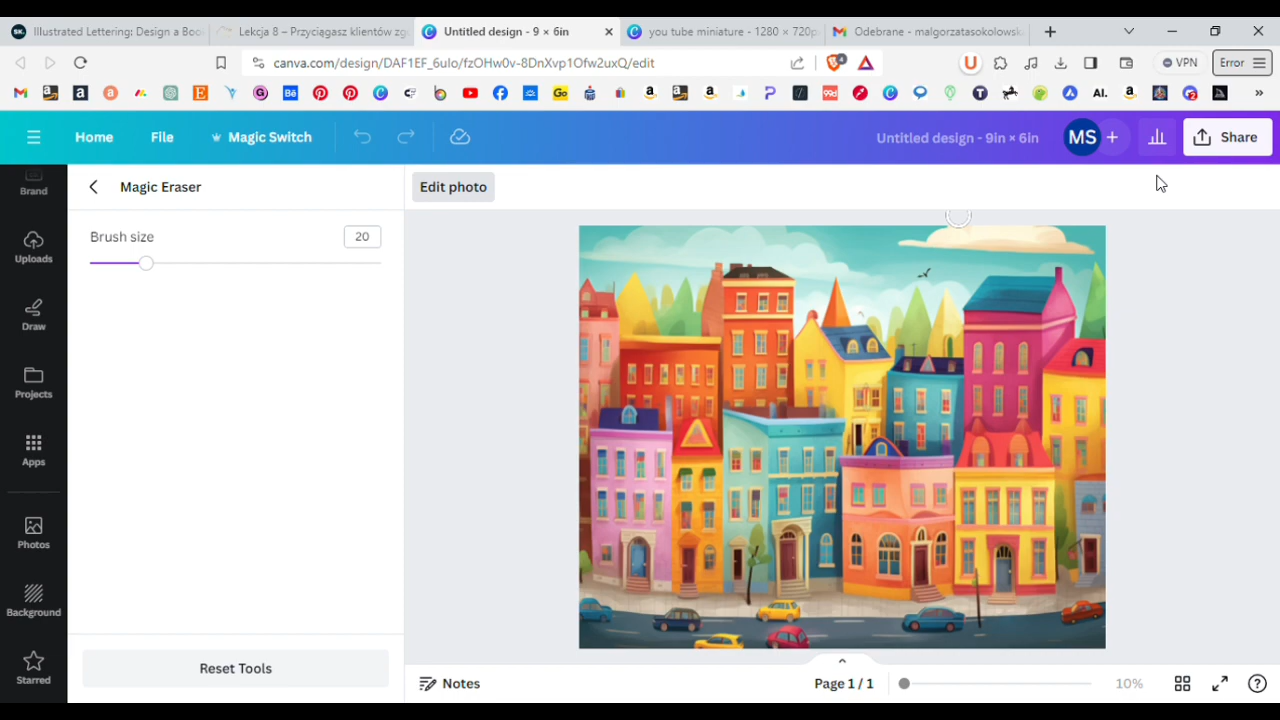 Illustrated Lettering: Design a Boo
Lekcja 8 – Przyciągasz klientów zg
Untitled design - 9 × 6in
you tube miniature - 1280 × 720p
Odebrane - malgorzatasokolowsk
canva.com/design/DAF1EF_6ulo/fzOHw0v-8DnXvp1Ofw2uxQ/edit
VPN
Error
Home
File
Magic Switch
Untitled design - 9in × 6in
MS
Share
Brand
Uploads
Draw
Projects
Apps
Photos
Background
Starred
Magic Eraser
Edit photo
Brush size
20
Reset Tools
Notes
Page 1 / 1
10%